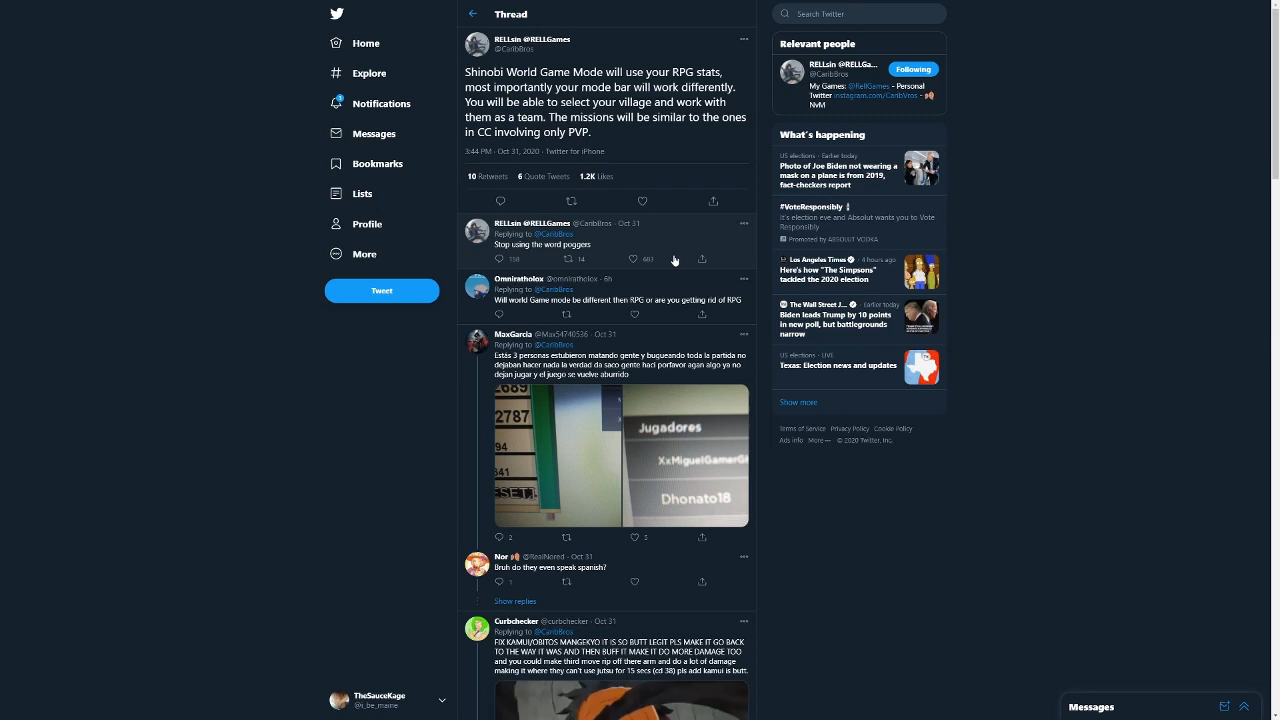 Thread
Search Twitter
Home
Explore
Notifications
Messages
Bookmarks
Lists
Profile
More
Tweet
TheSauceKage
@i_be_maine
RELLsin @RELLGames
@CaribBros
Shinobi World Game Mode will use your RPG stats,
most importantly your mode bar will work differently.
You will be able to select your village and work with
them as a team. The missions will be similar to the ones
in CC involving only PVP.
3:44 PM · Oct 31, 2020 · Twitter for iPhone
10 Retweets 6 Quote Tweets 1.2K Likes
RELLsin @RELLGames @CaribBros · Oct 31
Replying to @CaribBros
Stop using the word poggers
158 14 483
Omniratholox @omniratholox · 6h
Replying to @CaribBros
Will world Game mode be different then RPG or are you getting rid of RPG
MaxGarcia @Max54740536 · Oct 31
Replying to @CaribBros
Estás 3 personas estubieron matando gente y bugueando toda la partida no
dejaban hacer nada la verdad da saco gente haci porfavor agan algo ya no
dejan jugar y el juego se vuelve aburrido
2689
2787
Jugadores
XxMiguelGamerG
Dhonato18
2 5
Nor @RealNored · Oct 31
Bruh do they even speak spanish?
1
Show replies
Curbchecker @curbchecker · Oct 31
Replying to @CaribBros
FIX KAMUI/OBITOS MANGEKYO IT IS SO BUTT LEGIT PLS MAKE IT GO BACK
TO THE WAY IT WAS AND THEN BUFF IT MAKE IT DO MORE DAMAGE TOO
and you could make third move rip off there arm and do a lot of damage
making it where they can't use jutsu for 15 secs (cd 38) pls add kamui is butt.
Relevant people
RELLsin @RELLGa...
@CaribBros
Following
My Games: @RellGames - Personal
Twitter instagram.com/CaribVros -
NvM
What's happening
US elections · Earlier today
Photo of Joe Biden not wearing a
mask on a plane is from 2019,
fact-checkers report
#VoteResponsibly
It's election eve and Absolut wants you to Vote
Responsibly
Promoted by ABSOLUT VODKA
Los Angeles Times · 4 hours ago
Here's how "The Simpsons"
tackled the 2020 election
The Wall Street J... · Earlier today
Biden leads Trump by 10 points
in new poll, but battlegrounds
narrow
US elections · LIVE
Texas: Election news and updates
Show more
Terms of Service Privacy Policy Cookie Policy
Ads info More ··· © 2020 Twitter, Inc.
Messages